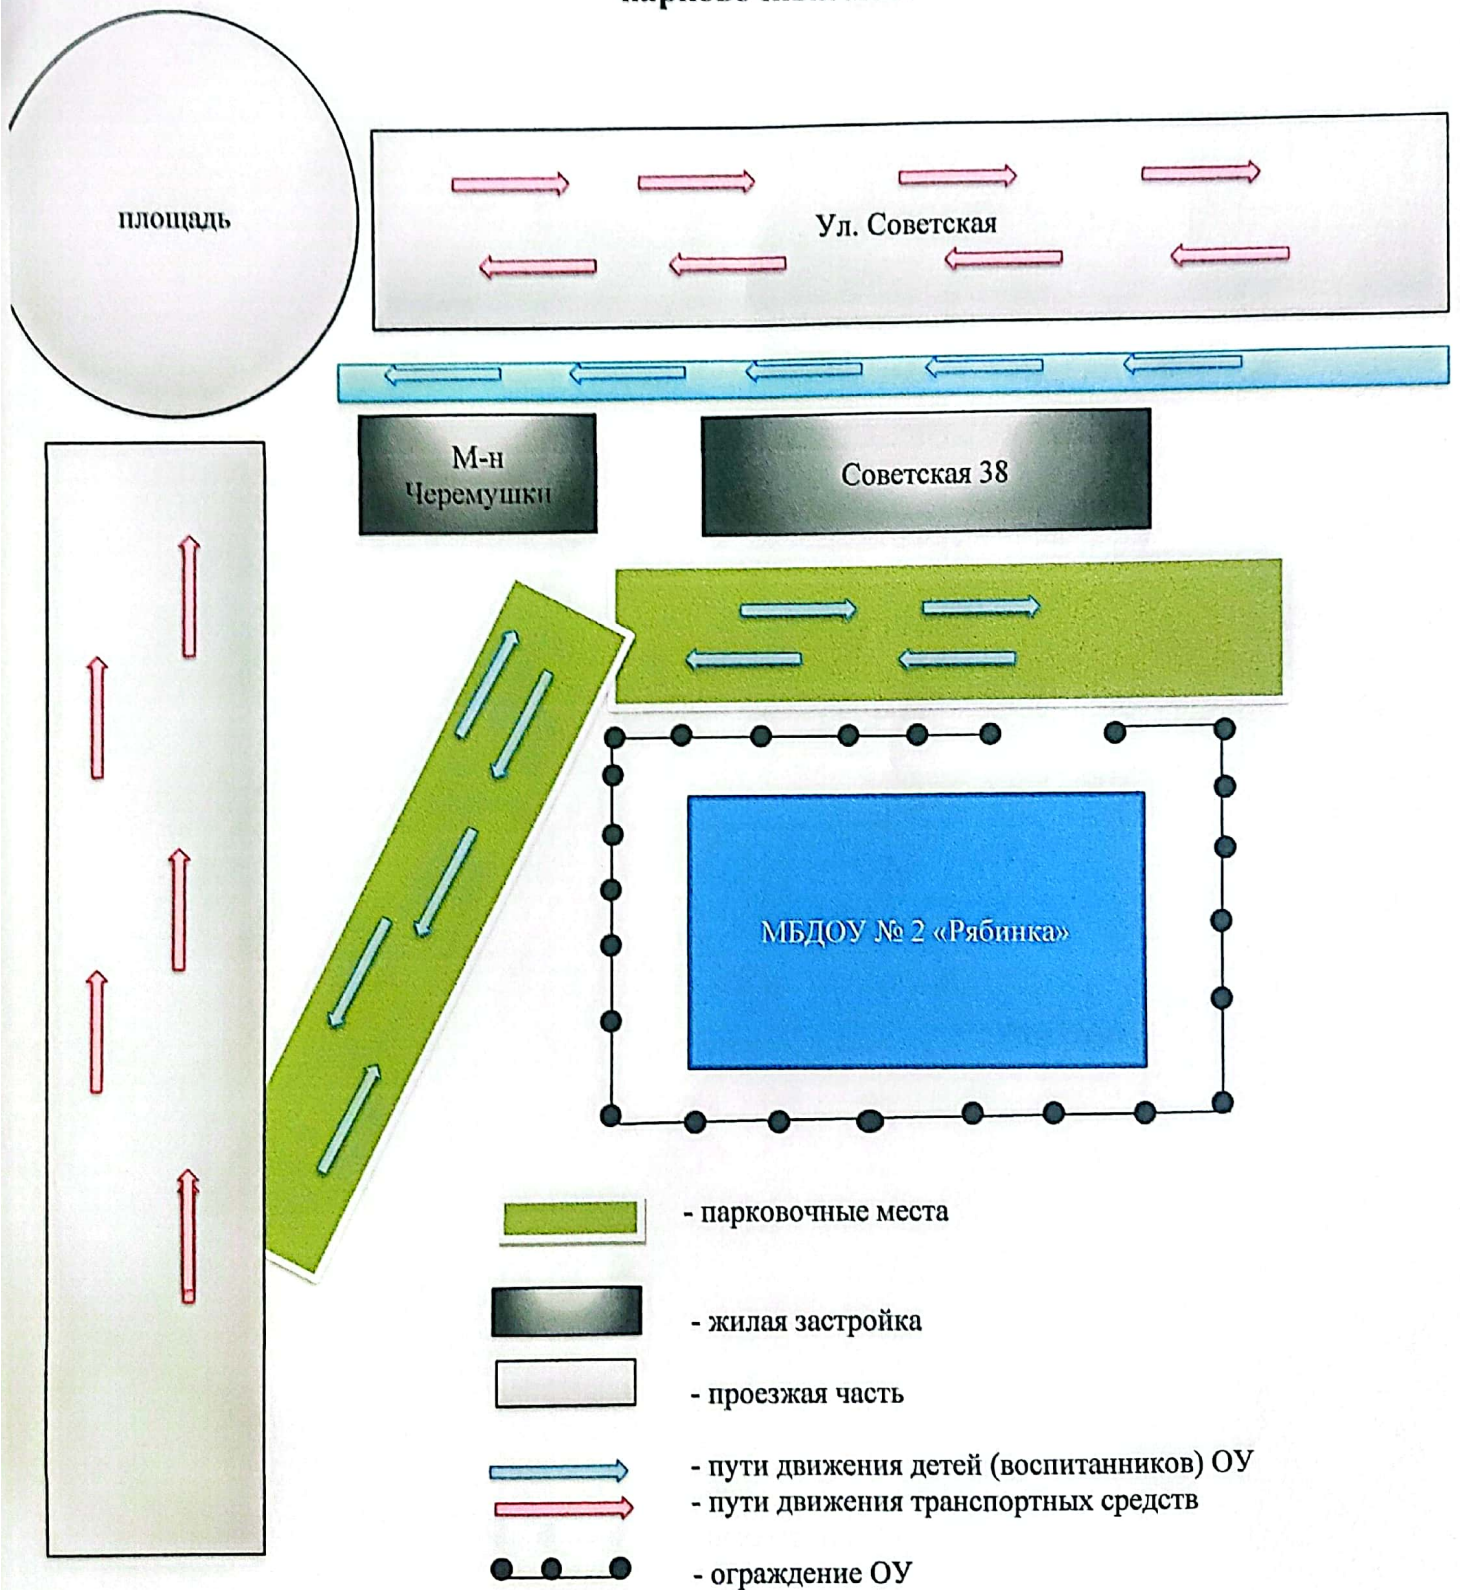 площадь
Ул. Советская
М-н
Черемушки
Советская 38
МБДОУ № 2 «Рябинка»
- парковочные места
- жилая застройка
- проезжая часть
- пути движения детей (воспитанников) ОУ
- пути движения транспортных средств
- ограждение ОУ